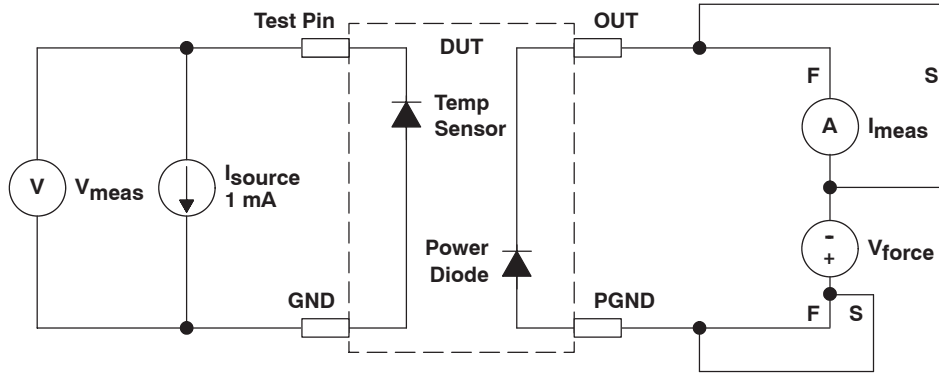 Test Pin
OUT
DUT
F
S
Temp
Sensor
A
Imeas
V
Vmeas
Isource
1 mA
-
+
Vforce
Power
Diode
GND
PGND
F
S